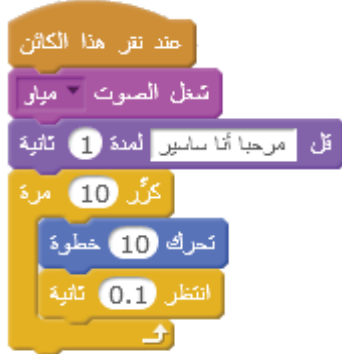 عند نقر هذا الكائن
شغل الصوت مياو
قل مرحبا أنا ساسير لمدة 1 ثانية
كرِّر 10 مرة
تحرك 10 خطوة
انتظر 0.1 ثانية